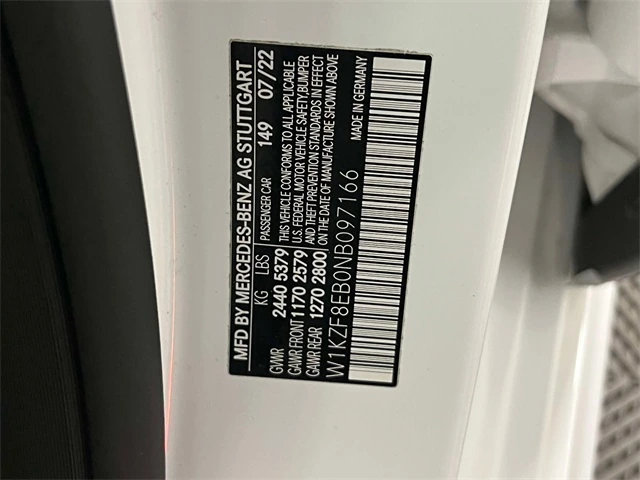 MFD BY MERCEDES-BENZ AG STUTTGART
KG LBS PASSENGER CAR 149 07/22
GVWR 2440 5379 THIS VEHICLE CONFORMS TO ALL APPLICABLE
GAWR FRONT 1170 2579 U.S. FEDERAL MOTOR VEHICLE SAFETY,BUMPER
GAWR REAR 1270 2800 AND THEFT PREVENTION STANDARDS IN EFFECT
ON THE DATE OF MANUFACTURE SHOWN ABOVE
W1KZF8EB0NB097166
MADE IN GERMANY